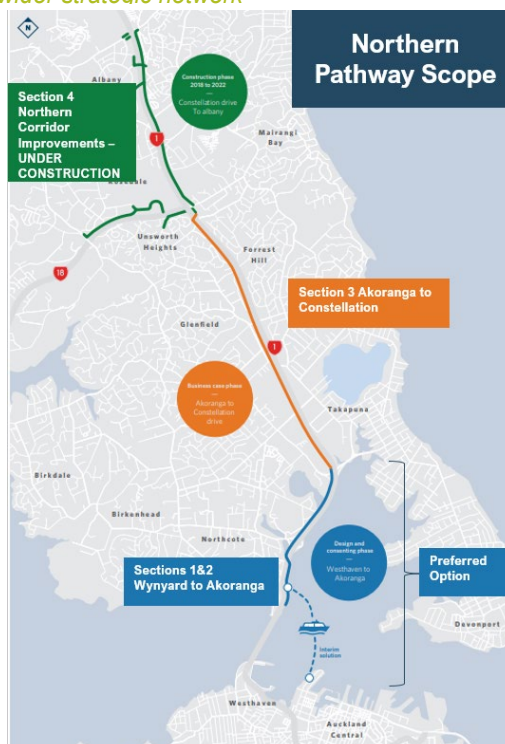 wider strategic network
N
Northern
Pathway Scope
Albany
Construction phase
2018 to 2022
Constellation drive
To albany
Section 4
Northern
Corridor
Improvements –
UNDER
CONSTRUCTION
1
Mairangi
Bay
Unsworth
Heights
Forrest
Hill
18
Section 3 Akoranga to
Constellation
Glenfield
1
Business case phase
Akoranga to
Constellation
drive
Takapuna
Birkdale
Birkenhead
Northcote
Design and
consenting phase
Westhaven to
Akoranga
Sections 1&2
Wynyard to Akoranga
Preferred
Option
Devonport
Interim
solution
Westhaven
Auckland
Central